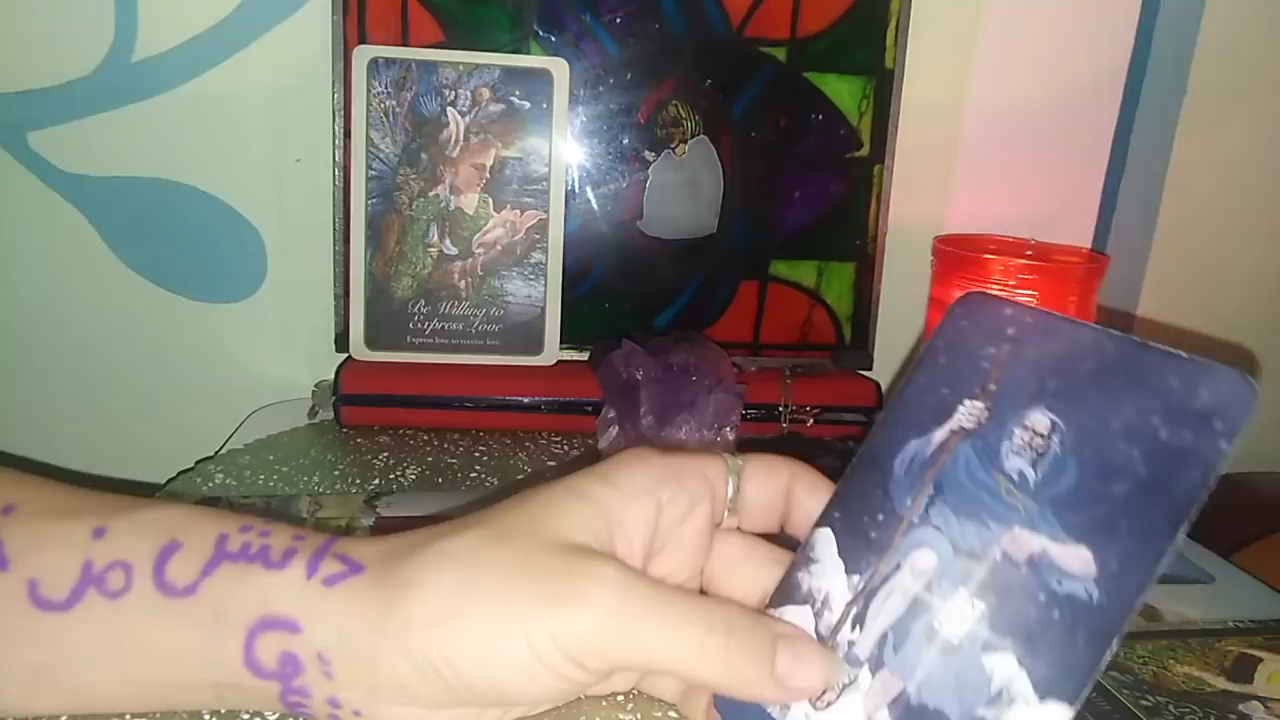 Be Willing to
Express Love
Express love to receive love
دانش من